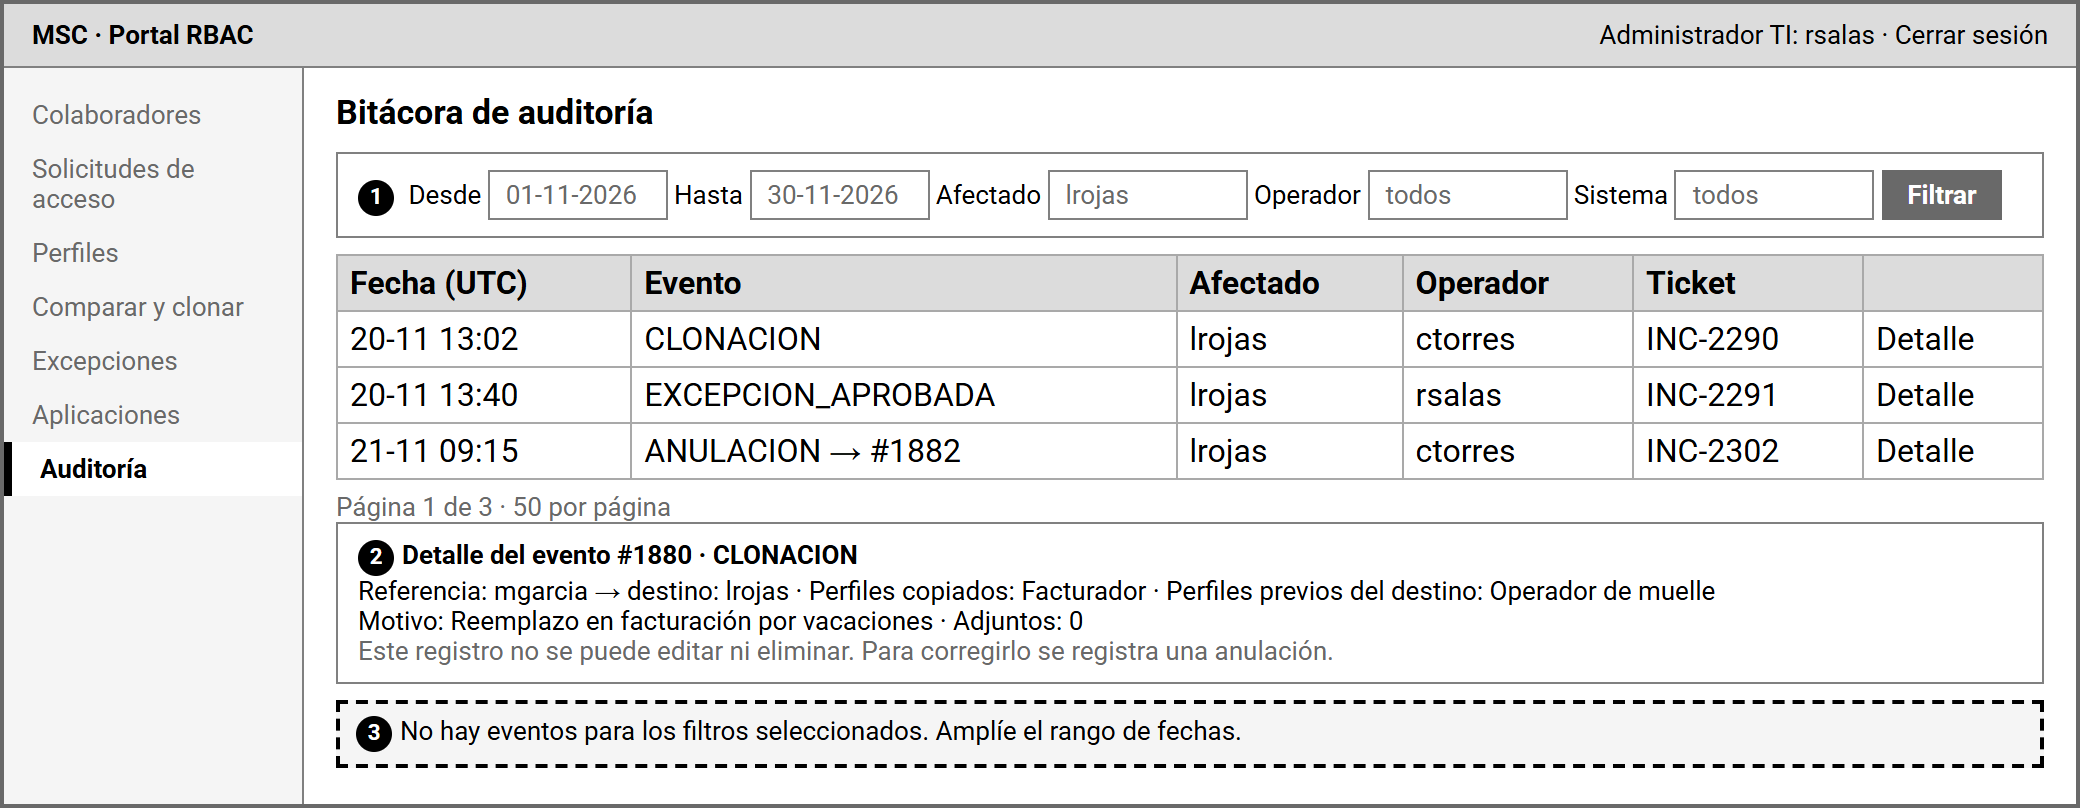 MSC · Portal RBAC
Administrador TI: rsalas · Cerrar sesión
Colaboradores
Solicitudes de
acceso
Perfiles
Comparar y clonar
Excepciones
Aplicaciones
Auditoría
Bitácora de auditoría
1 Desde 01-11-2026 Hasta 30-11-2026 Afectado lrojas Operador todos Sistema todos Filtrar
Fecha (UTC) Evento Afectado Operador Ticket
20-11 13:02 CLONACION lrojas ctorres INC-2290 Detalle
20-11 13:40 EXCEPCION_APROBADA lrojas rsalas INC-2291 Detalle
21-11 09:15 ANULACION → #1882 lrojas ctorres INC-2302 Detalle
Página 1 de 3 · 50 por página
2 Detalle del evento #1880 · CLONACION
Referencia: mgarcia → destino: lrojas · Perfiles copiados: Facturador · Perfiles previos del destino: Operador de muelle
Motivo: Reemplazo en facturación por vacaciones · Adjuntos: 0
Este registro no se puede editar ni eliminar. Para corregirlo se registra una anulación.
3 No hay eventos para los filtros seleccionados. Amplíe el rango de fechas.